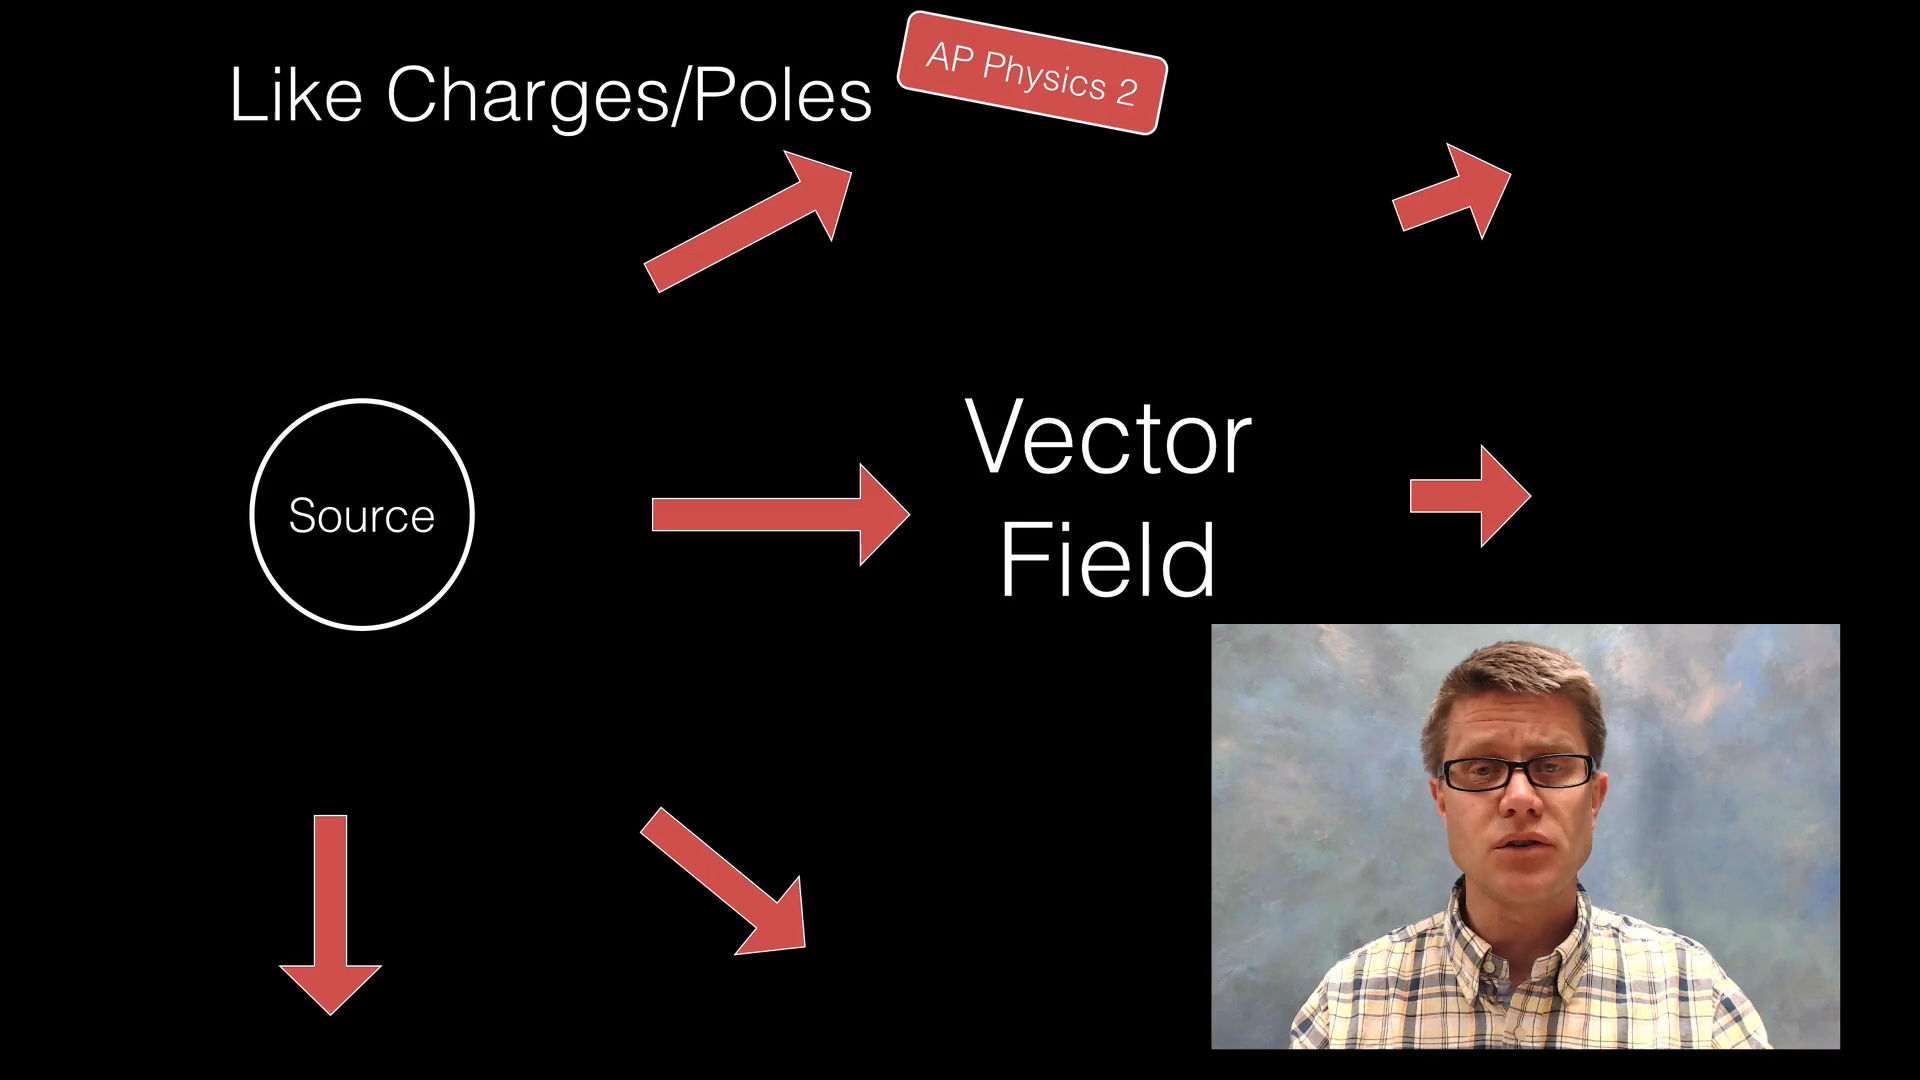 Like Charges/Poles
AP Physics 2
Source
Vector
Field